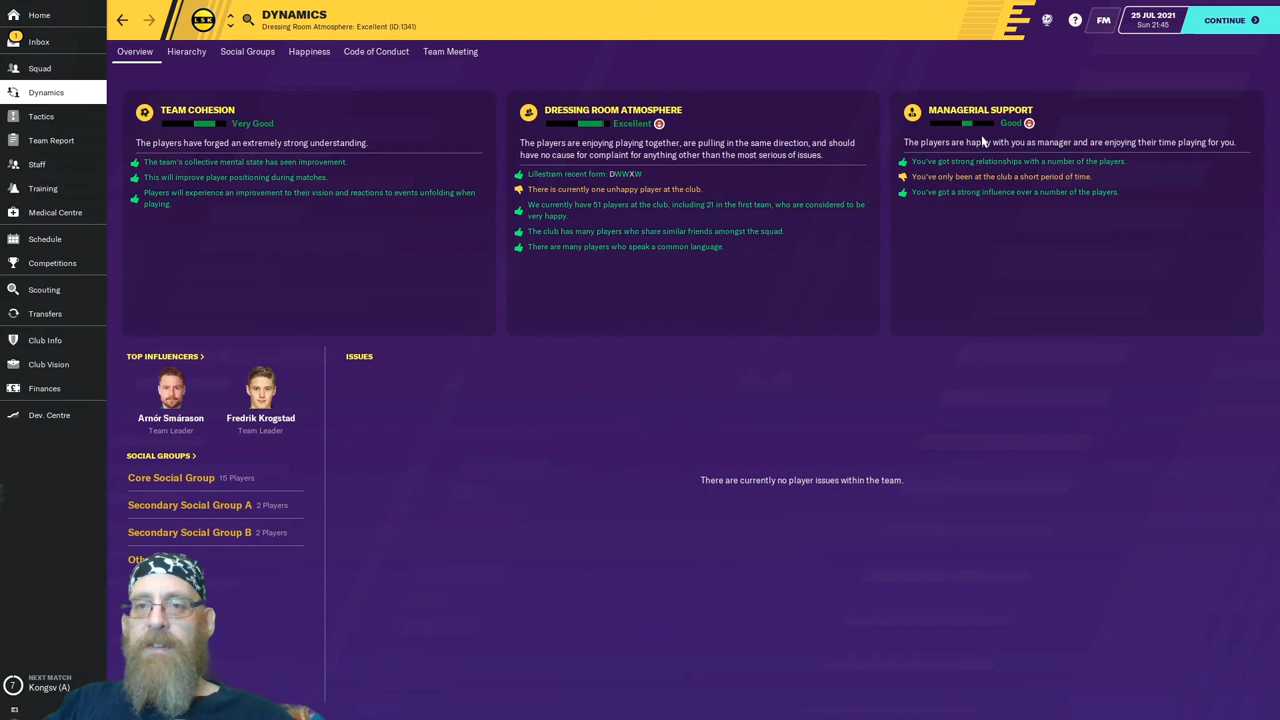 Home
1
Inbox
Squad
Dynamics
Tactics
Team Report
Staff
Training
Medical Centre
Schedule
Competitions
Scouting
Transfers
Club Info
Club Vision
Finances
Dev. Centre
7
NEXT MATCH
Kongsv (A)
LSK
DYNAMICS
Dressing Room Atmosphere: Excellent (ID:1341)
?
FM
25 JUL 2021
Sun 21:45
CONTINUE
Overview
Hierarchy
Social Groups
Happiness
Code of Conduct
Team Meeting
TEAM COHESION
Very Good
The players have forged an extremely strong understanding.
The team's collective mental state has seen improvement.
This will improve player positioning during matches.
Players will experience an improvement to their vision and reactions to events unfolding when
playing.
DRESSING ROOM ATMOSPHERE
Excellent
The players are enjoying playing together, are pulling in the same direction, and should
have no cause for complaint for anything other than the most serious of issues.
Lillestrøm recent form: DWWXW
There is currently one unhappy player at the club.
We currently have 51 players at the club, including 21 in the first team, who are considered to be
very happy.
The club has many players who share similar friends amongst the squad.
There are many players who speak a common language.
MANAGERIAL SUPPORT
Good
The players are happy with you as manager and are enjoying their time playing for you.
You've got strong relationships with a number of the players.
You've only been at the club a short period of time.
You've got a strong influence over a number of the players.
TOP INFLUENCERS >
Arnór Smárason
Team Leader
Fredrik Krogstad
Team Leader
SOCIAL GROUPS >
Core Social Group 15 Players
Secondary Social Group A 2 Players
Secondary Social Group B 2 Players
ISSUES
There are currently no player issues within the team.